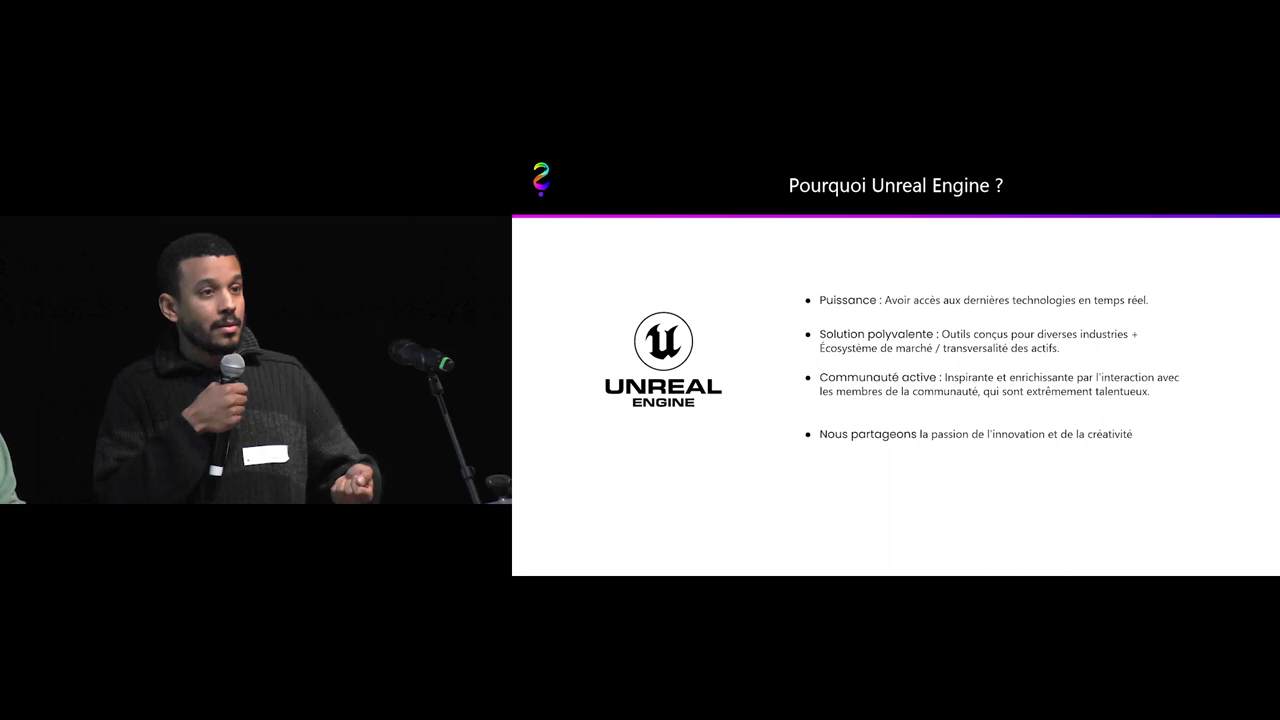 Pourquoi Unreal Engine ?
UNREAL
ENGINE
● Puissance : Avoir accès aux dernières technologies en temps réel.
● Solution polyvalente : Outils conçus pour diverses industries +
Écosystème de marché / transversalité des actifs.
● Communauté active : Inspirante et enrichissante par l'interaction avec
les membres de la communauté, qui sont extrêmement talentueux.
● Nous partageons la passion de l'innovation et de la créativité